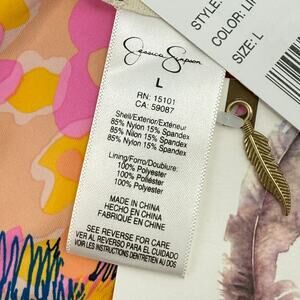 STYLE:
COLOR: LI
SIZE: L
Jessica Simpson
L
RN: 15101
CA: 59087
Shell/Exterior/Extérieur
85% Nylon 15% Spandex
85% Nilon 15% Spandex
85% Nylon 15% Spandex
Lining/Forro/Doublure:
100% Polyester
100% Poliéster
100% Polyester
MADE IN CHINA
HECHO EN CHINA
FABRIQUÉ EN CHINE
SEE REVERSE FOR CARE
VER AL REVERSO PARA EL CUIDADO
VOIR LES INSTRUCTIONS D'ENTRETIEN AU DOS